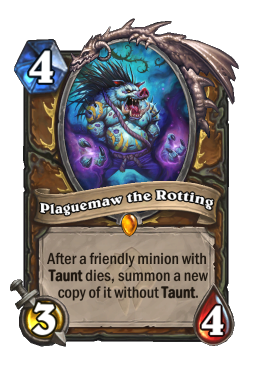 4
Plaguemaw the Rotting
After a friendly minion with
Taunt dies, summon a new
copy of it without Taunt.
3
4